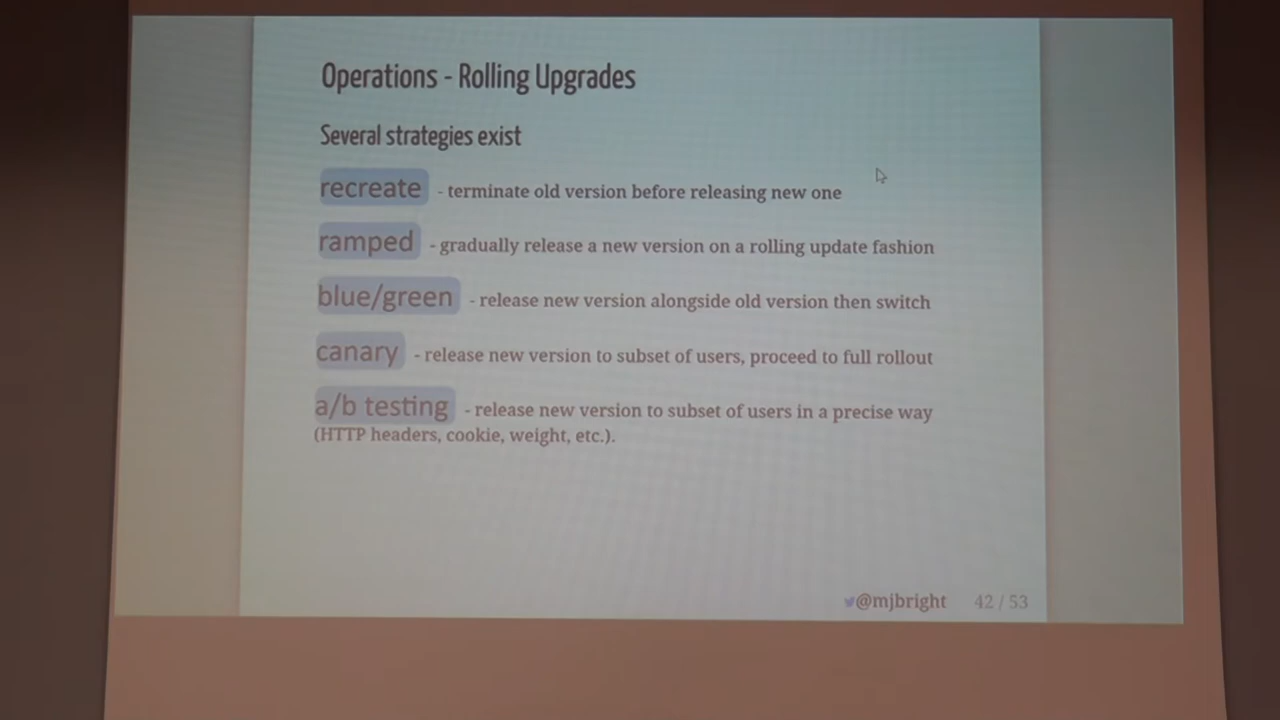 Operations - Rolling Upgrades
Several strategies exist
recreate - terminate old version before releasing new one
ramped - gradually release a new version on a rolling update fashion
blue/green - release new version alongside old version then switch
canary - release new version to subset of users, proceed to full rollout
a/b testing - release new version to subset of users in a precise way
(HTTP headers, cookie, weight, etc.).
@mjbright 42 / 53